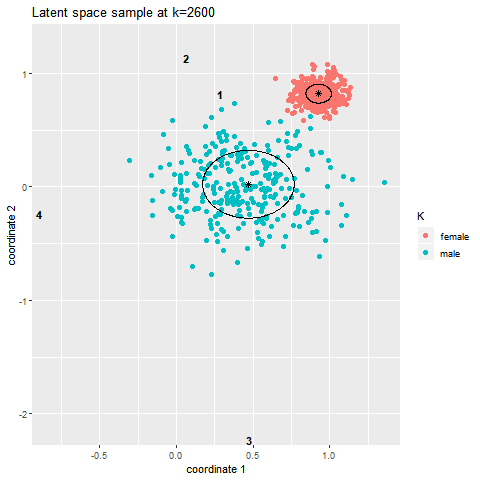 Latent space sample at k=2600
2
1
4
3
1
0
-1
-2
-0.5
0.0
0.5
1.0
coordinate 1
coordinate 2
K
female
male